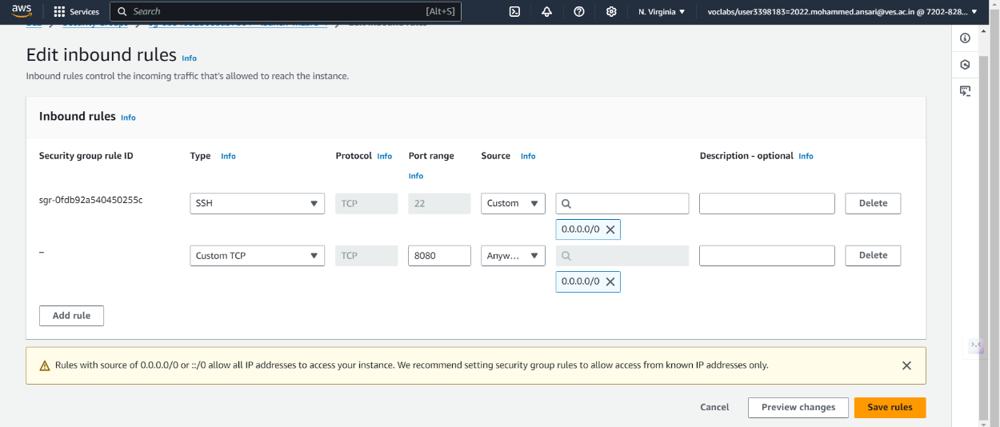 aws
Services
Search
[Alt+S]
N. Virginia
voclabs/user3398183=2022.mohammed.ansari@ves.ac.in @ 7202-828...
Security Groups
Edit inbound rules
Edit inbound rules Info
Inbound rules control the incoming traffic that's allowed to reach the instance.
Inbound rules Info
Security group rule ID
Type Info
Protocol Info
Port range
Info
Source Info
Description - optional Info
sgr-0fdb92a540450255c
SSH
TCP
22
Custom
Delete
0.0.0.0/0
–
Custom TCP
TCP
8080
Anyw...
Delete
0.0.0.0/0
Add rule
Rules with source of 0.0.0.0/0 or ::/0 allow all IP addresses to access your instance. We recommend setting security group rules to allow access from known IP addresses only.
Cancel
Preview changes
Save rules